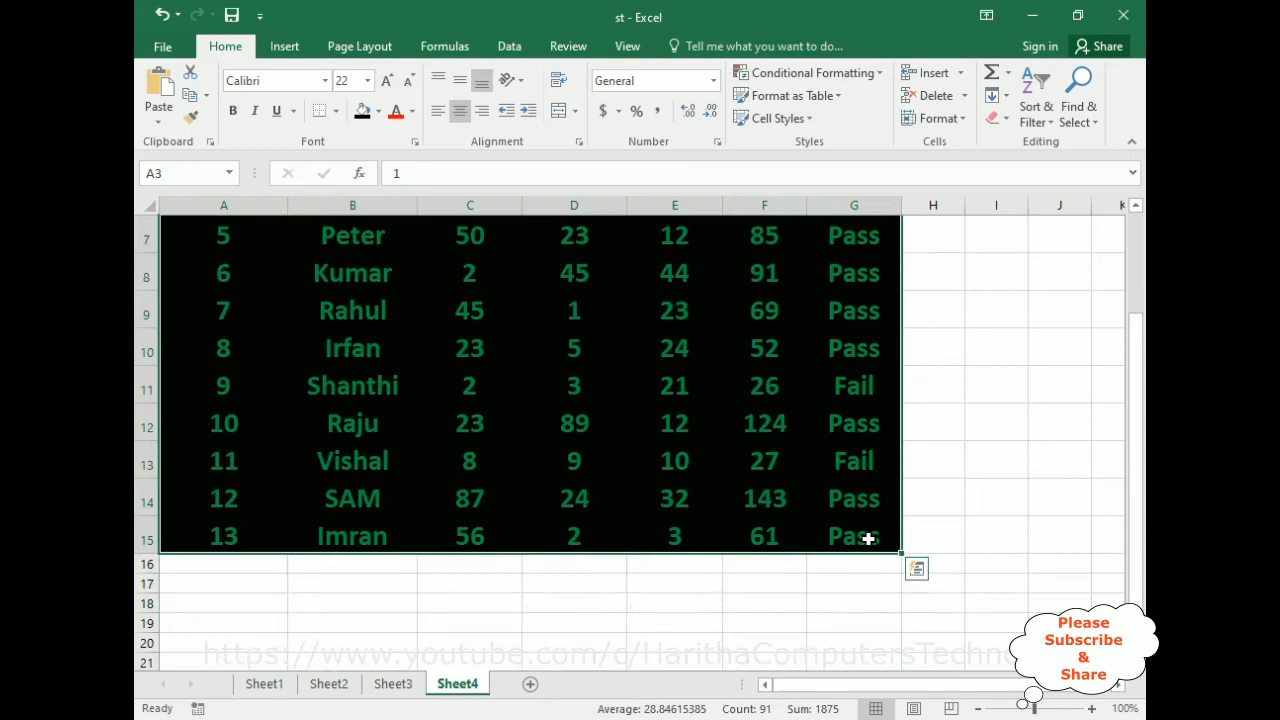 st - Excel
File Home Insert Page Layout Formulas Data Review View Tell me what you want to do... Sign in Share
Calibri 22 A A General Conditional Formatting Insert Σ
Paste B I U A $ % , Format as Table Delete Sort & Find &
Cell Styles Format Filter Select
Clipboard Font Alignment Number Styles Cells Editing
A3 fx 1
A B C D E F G H I J K
7 5 Peter 50 23 12 85 Pass
8 6 Kumar 2 45 44 91 Pass
9 7 Rahul 45 1 23 69 Pass
10 8 Irfan 23 5 24 52 Pass
11 9 Shanthi 2 3 21 26 Fail
12 10 Raju 23 89 12 124 Pass
13 11 Vishal 8 9 10 27 Fail
14 12 SAM 87 24 32 143 Pass
15 13 Imran 56 2 3 61 Pass
16
17
18
19
20
21
https://www.youtube.com/c/HarithaComputersTechno
Please
Subscribe
&
Share
Sheet1 Sheet2 Sheet3 Sheet4
Ready Average: 28.84615385 Count: 91 Sum: 1875 100%